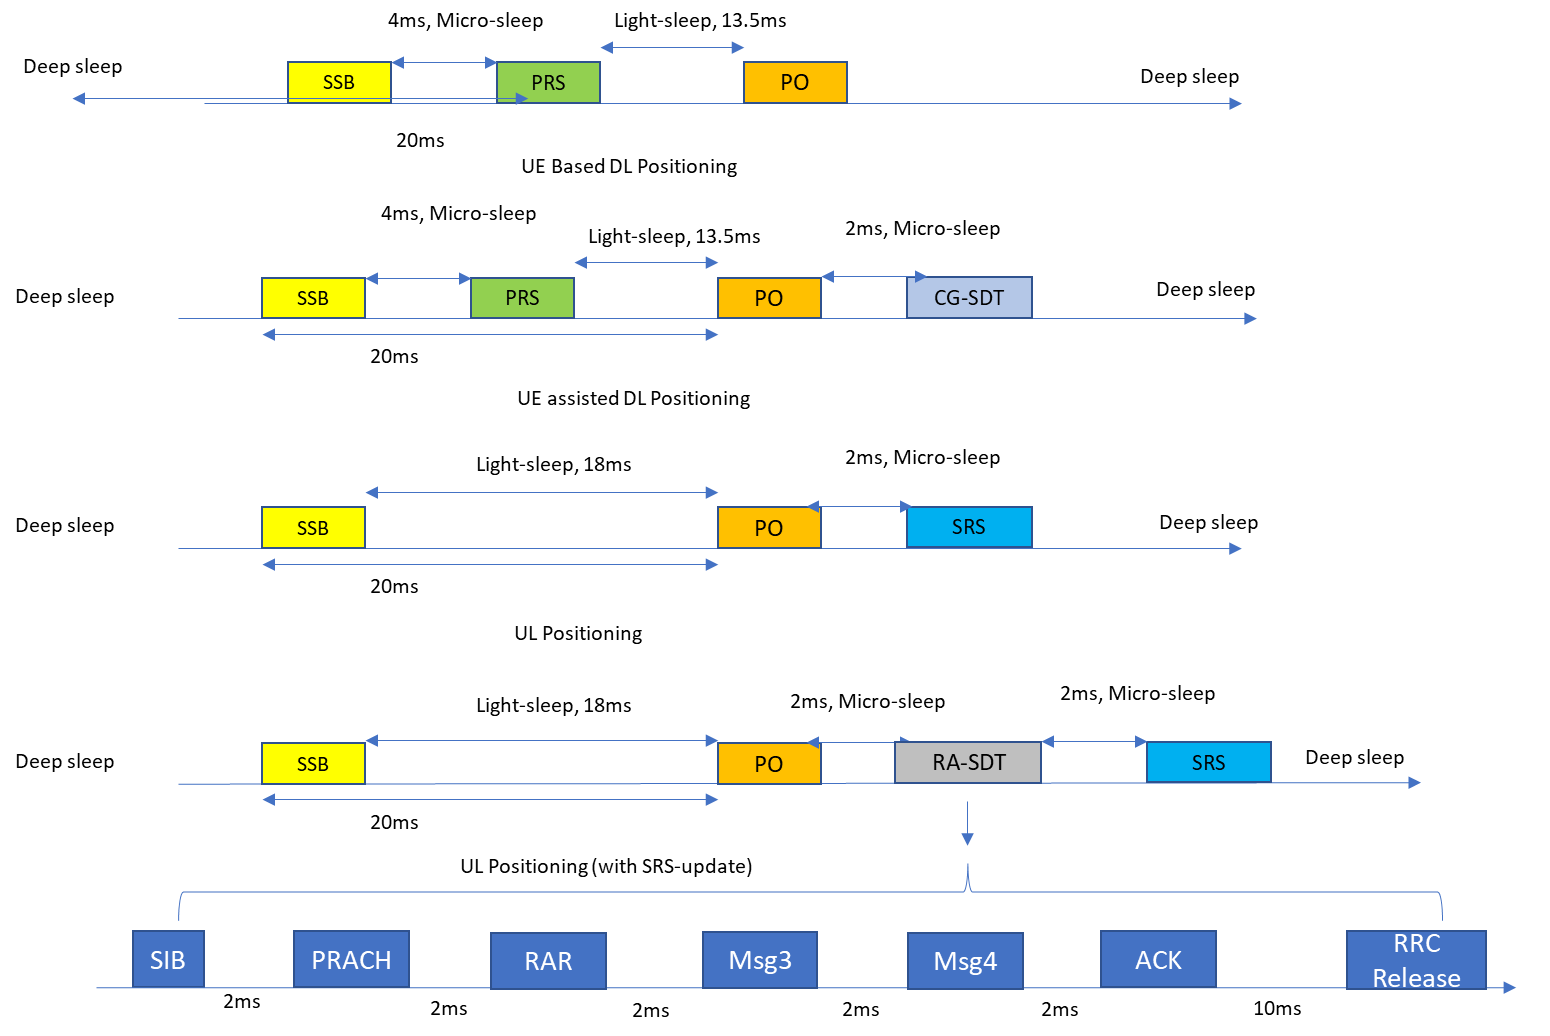 4ms, Micro-sleep
Light-sleep, 13.5ms
Deep sleep
SSB
PRS
PO
Deep sleep
20ms
UE Based DL Positioning
4ms, Micro-sleep
Light-sleep, 13.5ms
2ms, Micro-sleep
Deep sleep
SSB
PRS
PO
CG-SDT
Deep sleep
20ms
UE assisted DL Positioning
Light-sleep, 18ms
2ms, Micro-sleep
Deep sleep
SSB
PO
SRS
Deep sleep
20ms
UL Positioning
Light-sleep, 18ms
2ms, Micro-sleep
2ms, Micro-sleep
Deep sleep
SSB
PO
RA-SDT
SRS
Deep sleep
20ms
UL Positioning (with SRS-update)
SIB
PRACH
RAR
Msg3
Msg4
ACK
RRC
Release
2ms
2ms
2ms
2ms
2ms
10ms